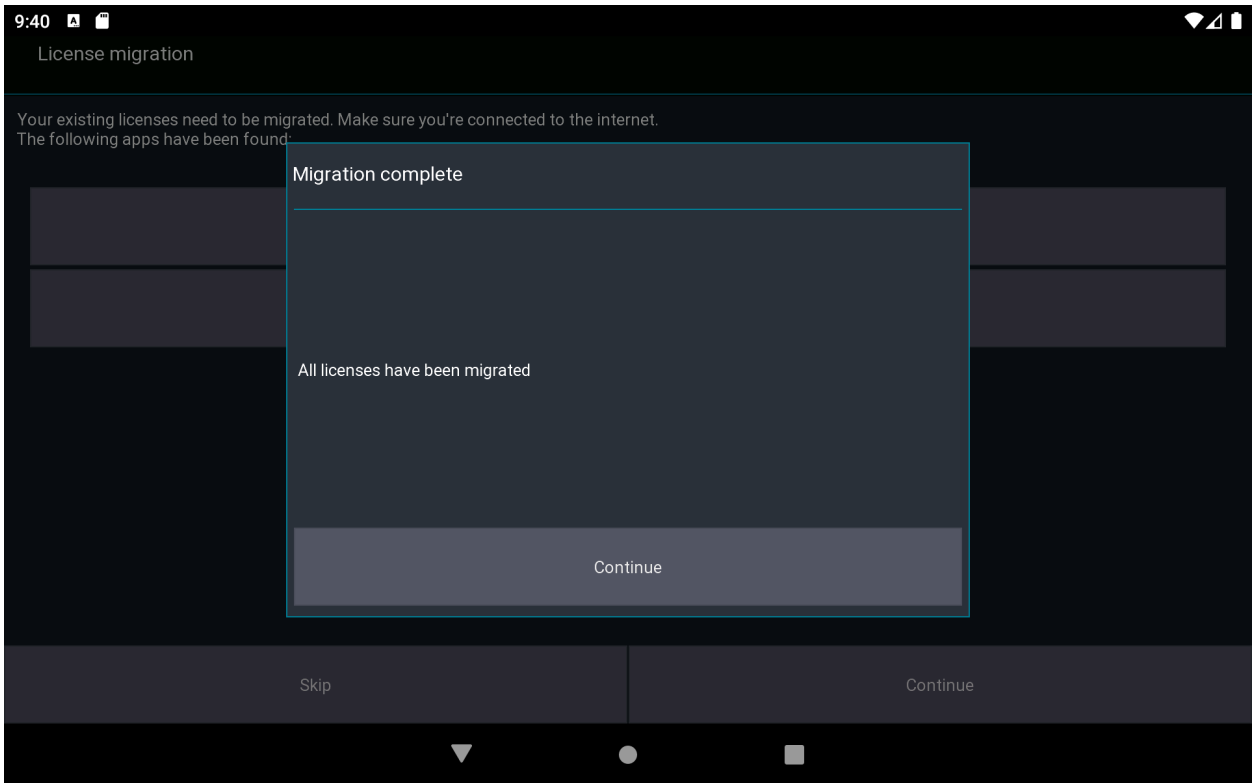 9:40
License migration
Your existing licenses need to be migrated. Make sure you're connected to the internet.
The following apps have been found:
Migration complete
All licenses have been migrated
Continue
Skip
Continue